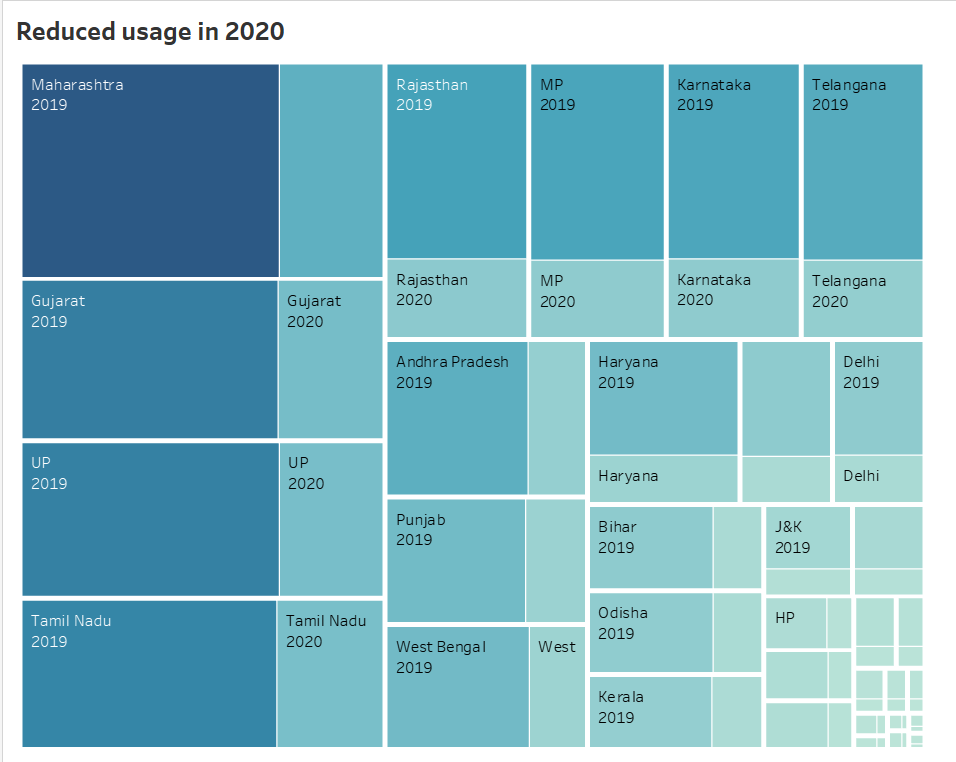 Reduced usage in 2020
Maharashtra
2019
Rajasthan
2019
MP
2019
Karnataka
2019
Telangana
2019
Rajasthan
2020
MP
2020
Karnataka
2020
Telangana
2020
Gujarat
2019
Gujarat
2020
Andhra Pradesh
2019
Haryana
2019
Delhi
2019
Haryana
Delhi
UP
2019
UP
2020
Punjab
2019
Bihar
2019
J&K
2019
Tamil Nadu
2019
Tamil Nadu
2020
West Bengal
2019
West
Odisha
2019
HP
Kerala
2019